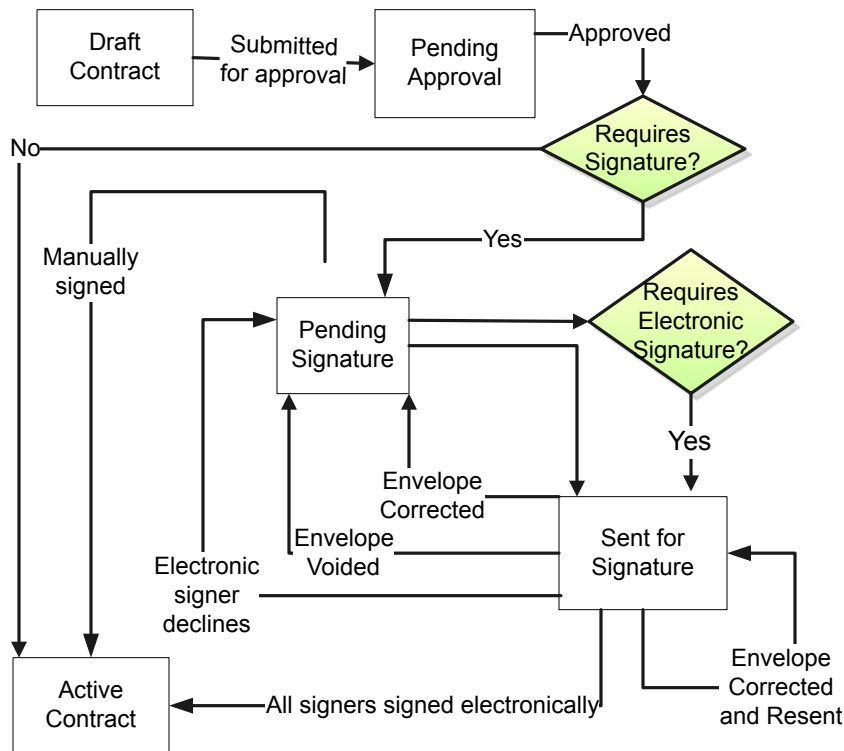 Draft
Contract
Submitted
for approval
Pending
Approval
Approved
Requires
Signature?
No
Yes
Manually
signed
Pending
Signature
Requires
Electronic
Signature?
Yes
Envelope
Corrected
Envelope
Voided
Electronic
signer
declines
Sent for
Signature
Envelope
Corrected
and Resent
All signers signed electronically
Active
Contract